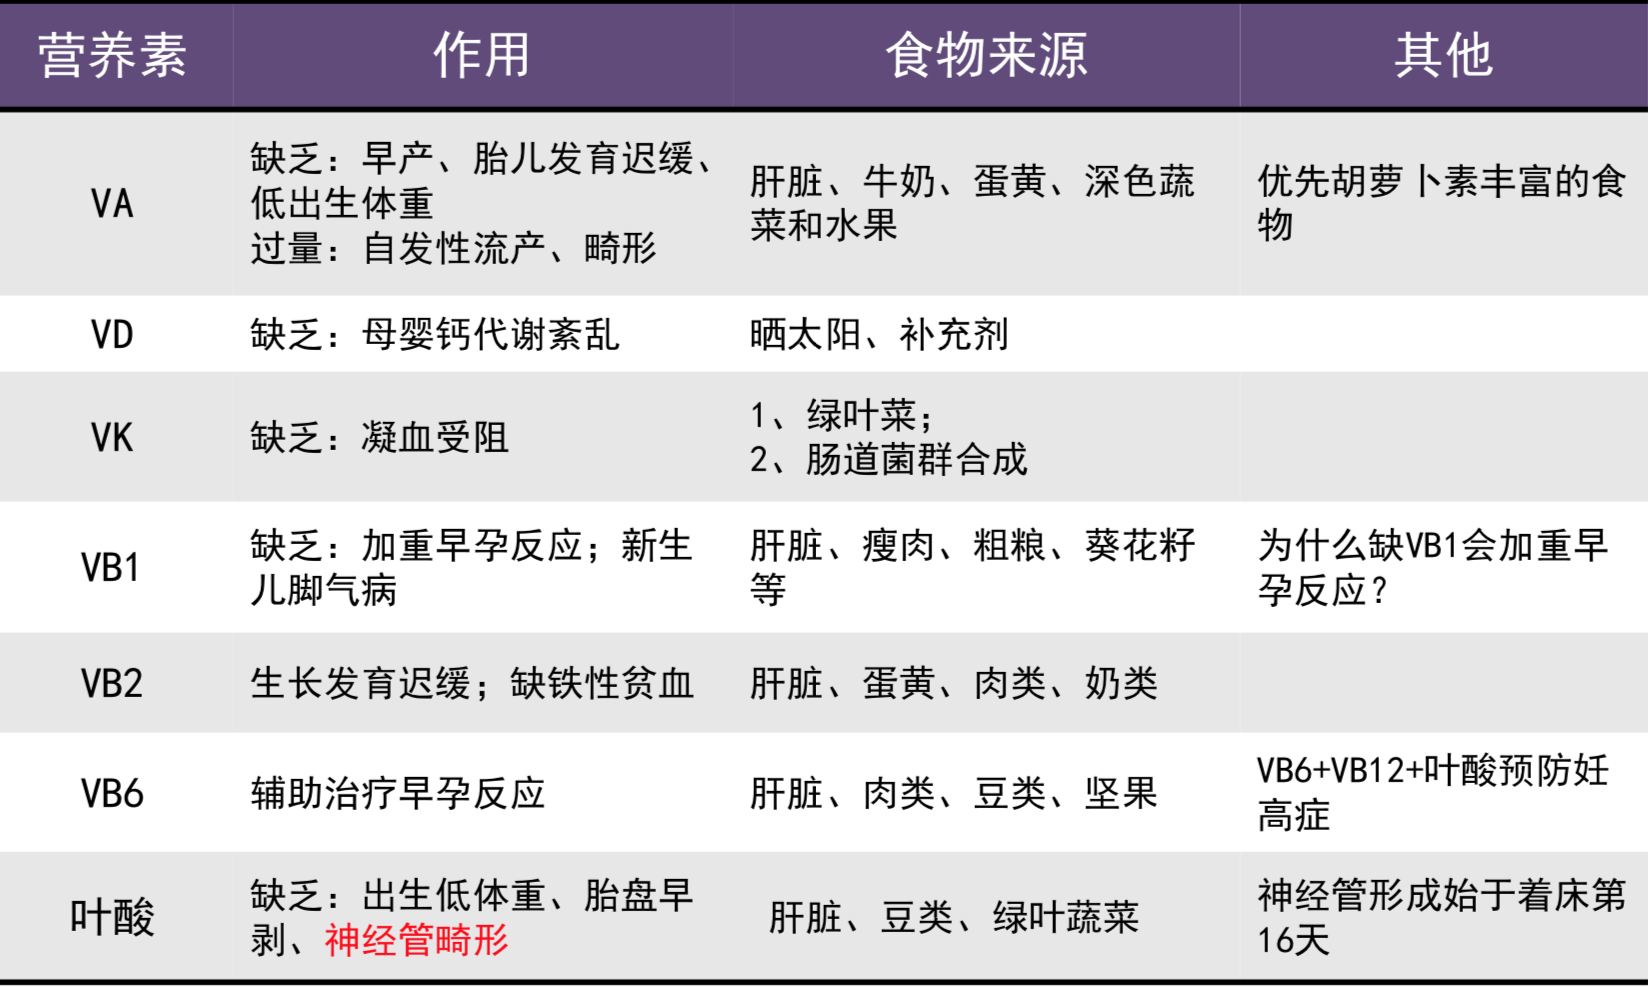 营养素
作用
食物来源
其他
VA
缺乏：早产、胎儿发育迟缓、
低出生体重
过量：自发性流产、畸形
肝脏、牛奶、蛋黄、深色蔬
菜和水果
优先胡萝卜素丰富的食
物
VD
缺乏：母婴钙代谢紊乱
晒太阳、补充剂
VK
缺乏：凝血受阻
1、绿叶菜；
2、肠道菌群合成
VB1
缺乏：加重早孕反应；新生
儿脚气病
肝脏、瘦肉、粗粮、葵花籽
等
为什么缺VB1会加重早
孕反应？
VB2
生长发育迟缓；缺铁性贫血
肝脏、蛋黄、肉类、奶类
VB6
辅助治疗早孕反应
肝脏、肉类、豆类、坚果
VB6+VB12+叶酸预防妊
高症
叶酸
缺乏：出生低体重、胎盘早
剥、神经管畸形
肝脏、豆类、绿叶蔬菜
神经管形成始于着床第
16天